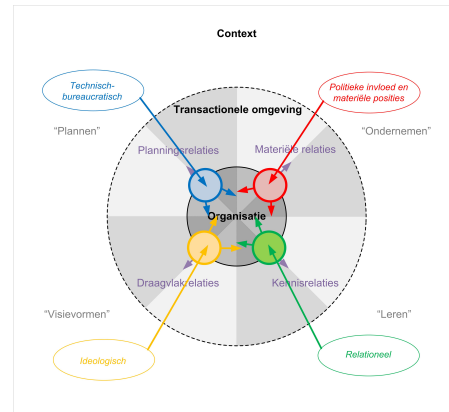 Context
Technisch-
bureaucratisch
Politieke invloed en
materiële posities
Transactionele omgeving
“Plannen”
“Ondernemen”
Planningsrelaties
Materiële relaties
Organisatie
Draagvlakrelaties
Kennisrelaties
“Visievormen”
“Leren”
Ideologisch
Relationeel